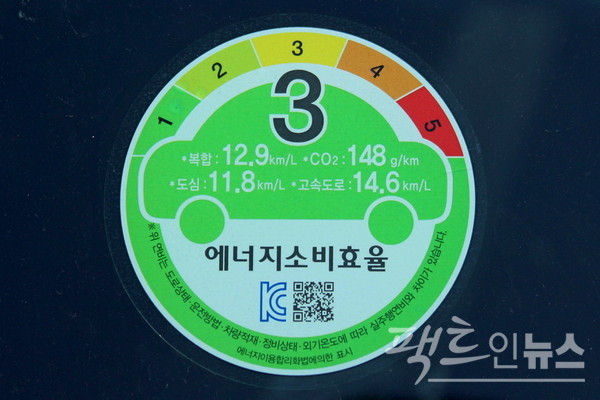 1 2 3 4 5
3
*복합:12.9km/L *CO2:148 g/km
*도심:11.8km/L *고속도로:14.6km/L
에너지소비효율
※ 위 연비는 도로상태·운전방법·차량적재·정비상태·외기온도에 따라 실주행연비와 차이가 있습니다.
에너지이용합리화법에의한 표시
팩트인뉴스